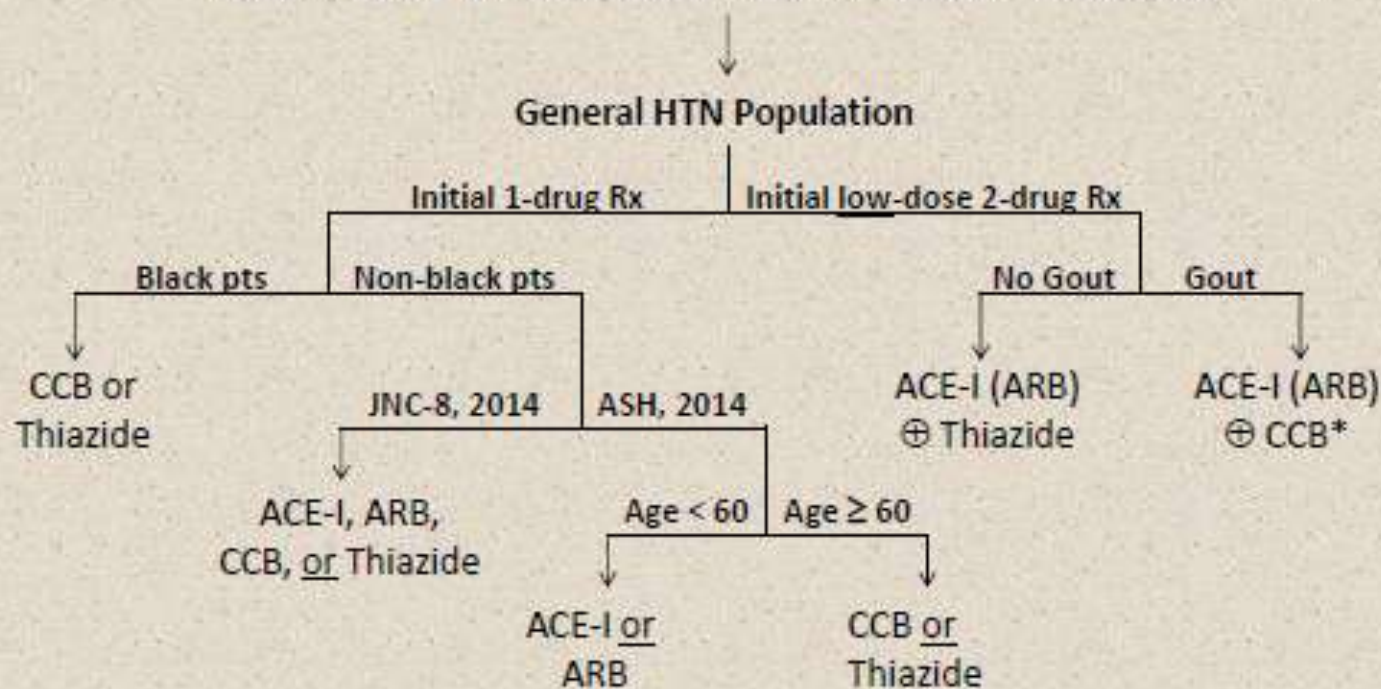 General HTN Population
Initial 1-drug Rx
Initial low-dose 2-drug Rx
Black pts
Non-black pts
No Gout
Gout
CCB or
Thiazide
JNC-8, 2014
ASH, 2014
ACE-I (ARB)
⊕ Thiazide
ACE-I (ARB)
⊕ CCB*
ACE-I, ARB,
CCB, or Thiazide
Age < 60
Age ≥ 60
ACE-I or
ARB
CCB or
Thiazide